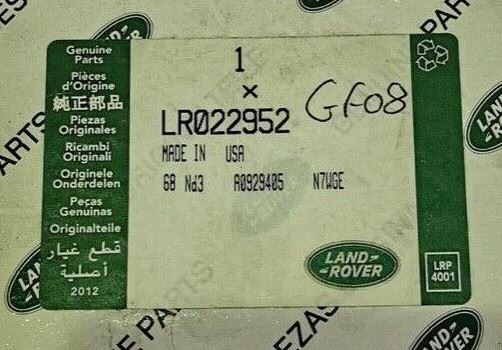 Genuine
Parts
Pièces
d'Origine
純正部品
Piezas
Originales
Ricambi
Originali
Originele
Onderdelen
Peças
Genuinas
Originalteile
قطع غيار
أصلية
2012
1
×
LR022952
GF08
MADE IN USA
68 Nd3 A0929405 N7WGE
LAND-
ROVER
LRP
4001